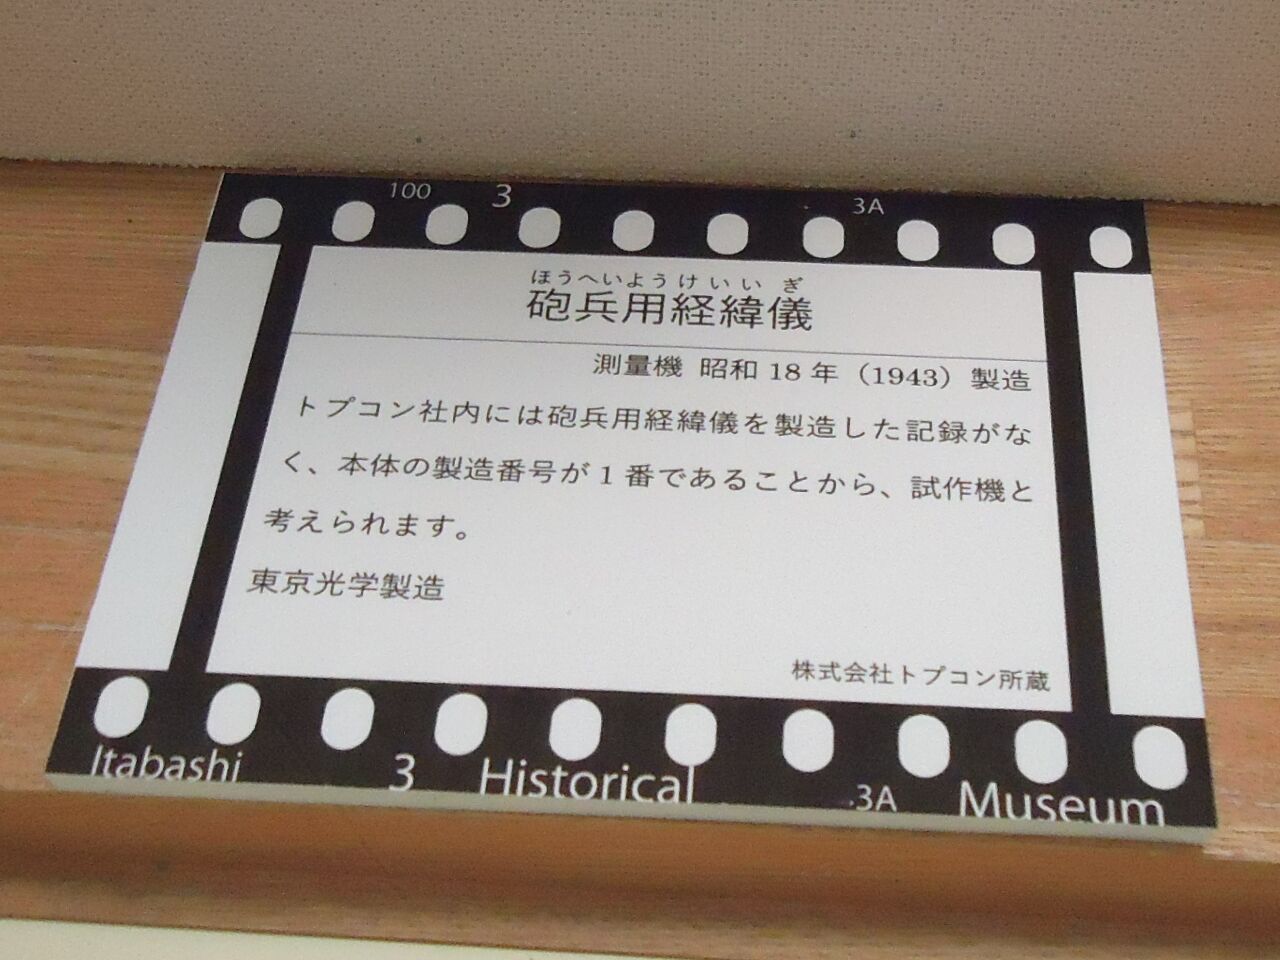 100 3 3A
ほうへいようけいいぎ
砲兵用経緯儀
測量機 昭和18年（1943）製造
トプコン社内には砲兵用経緯儀を製造した記録がな
く、本体の製造番号が1番であることから、試作機と
考えられます。
東京光学製造
株式会社トプコン所蔵
Itabashi 3 Historical 3A Museum